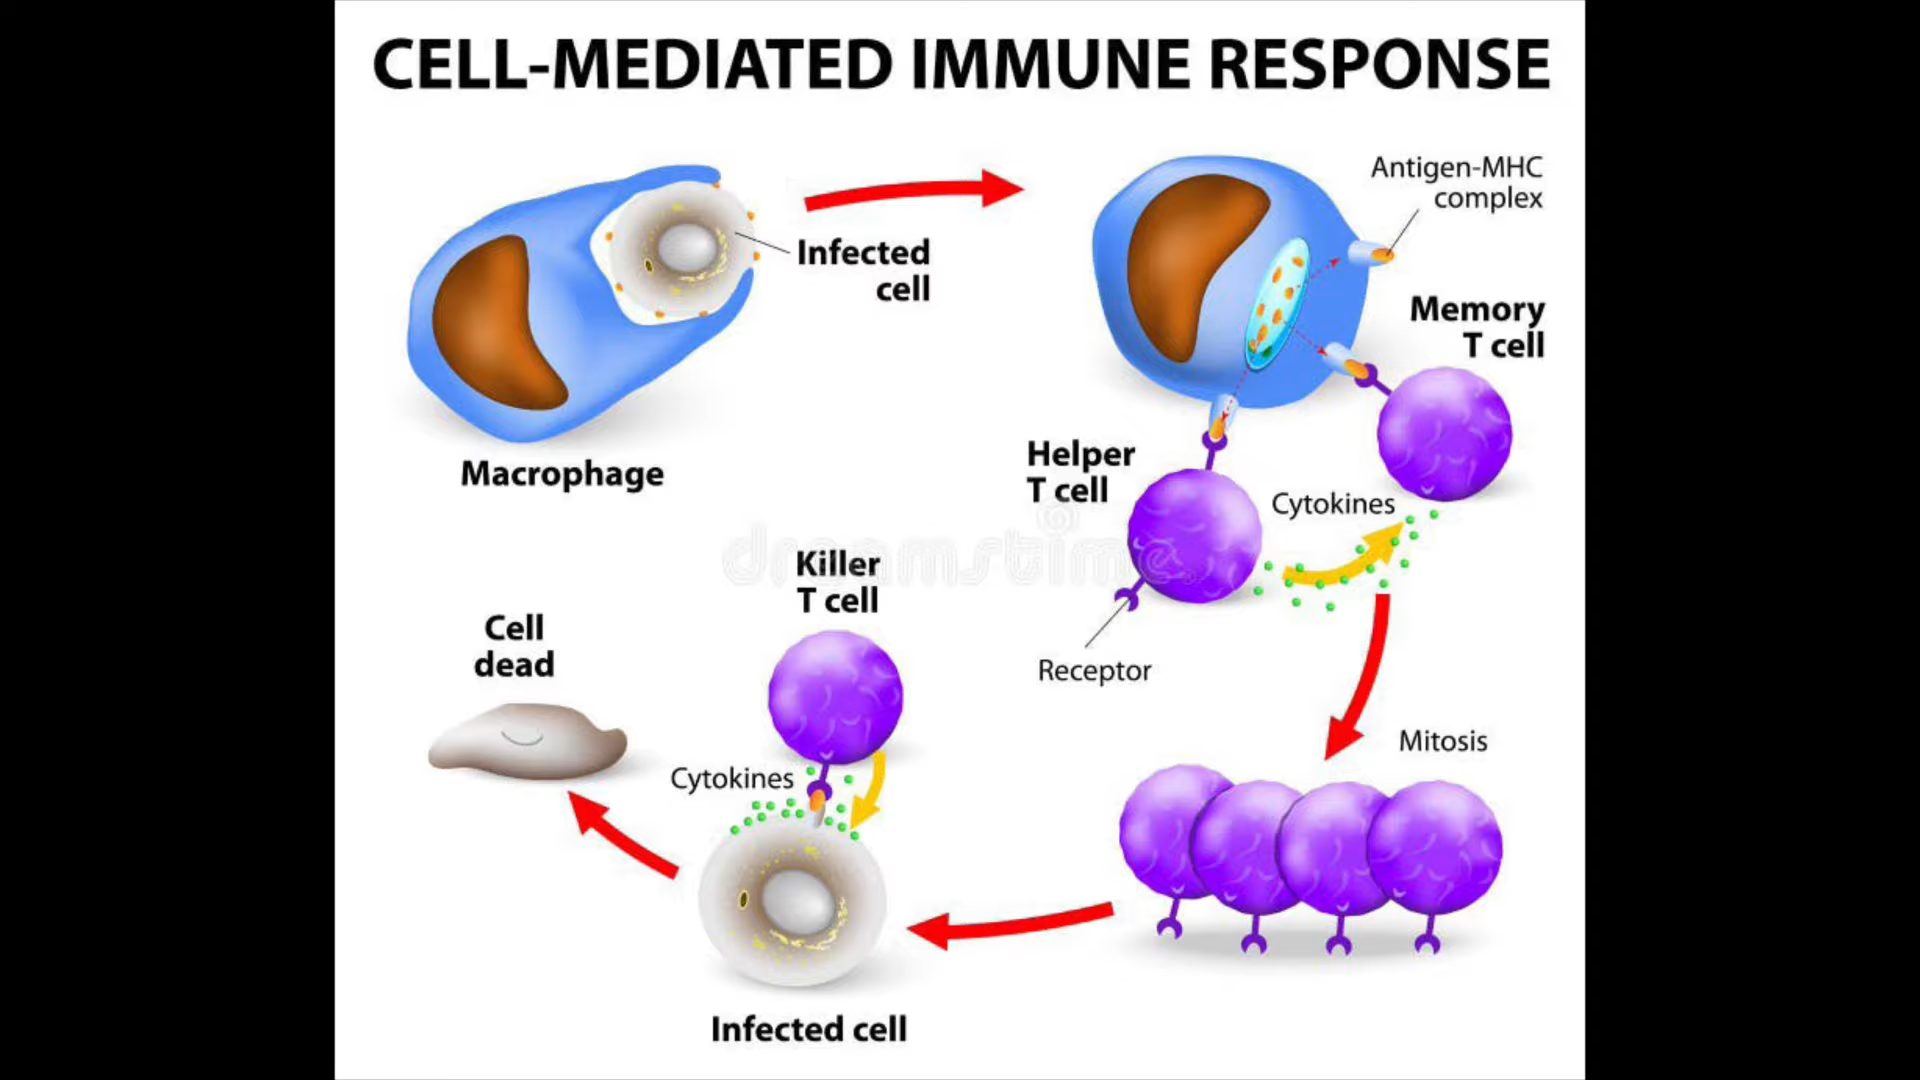 CELL-MEDIATED IMMUNE RESPONSE
Antigen-MHC
complex
Infected
cell
Memory
T cell
Macrophage
Helper
T cell
Cytokines
dreamstime.
Killer
T cell
Cell
dead
Receptor
Mitosis
Cytokines
Infected cell